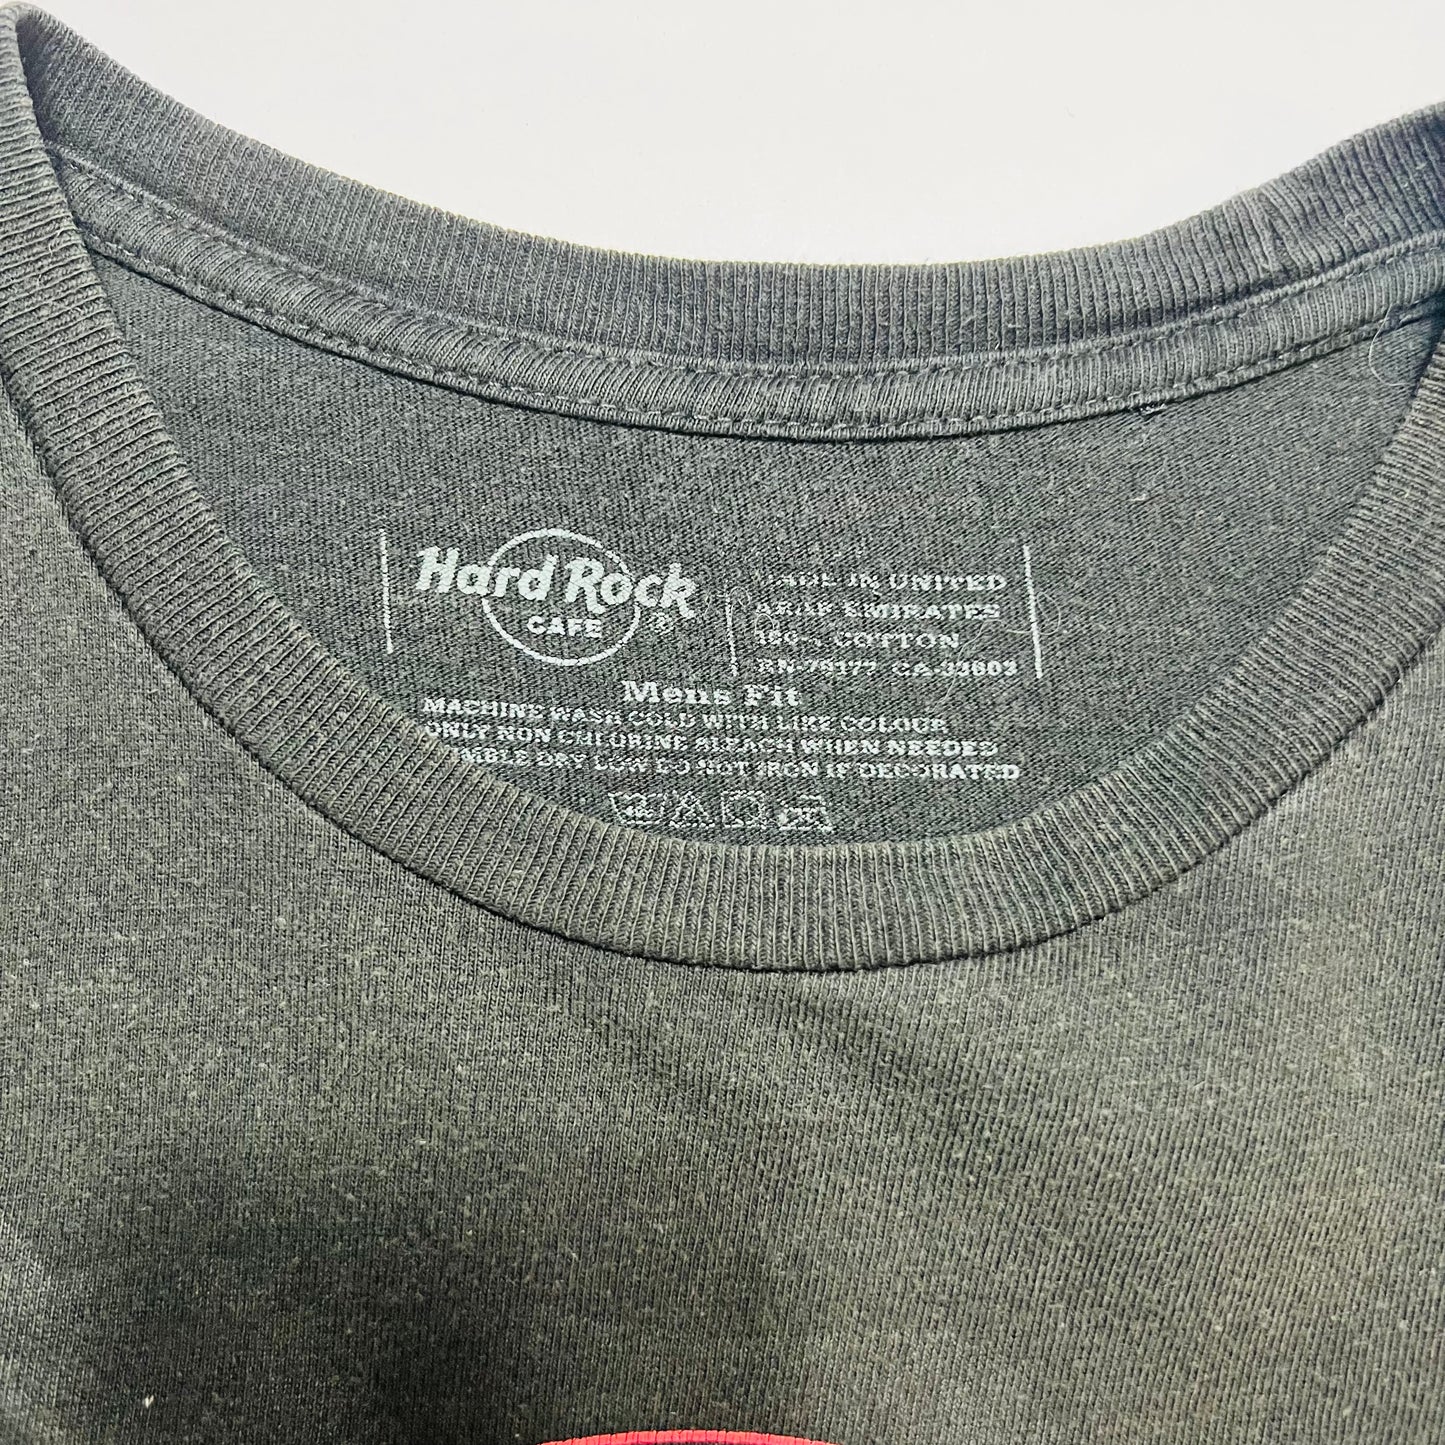 Hard Rock
CAFE
®
MADE IN UNITED
ARAB EMIRATES
100% COTTON
RN-79177 CA-33603
Mens Fit
MACHINE WASH COLD WITH LIKE COLOUR
ONLY NON CHLORINE BLEACH WHEN NEEDED
MBLE DRY LOW DO NOT IRON IF DECORATED